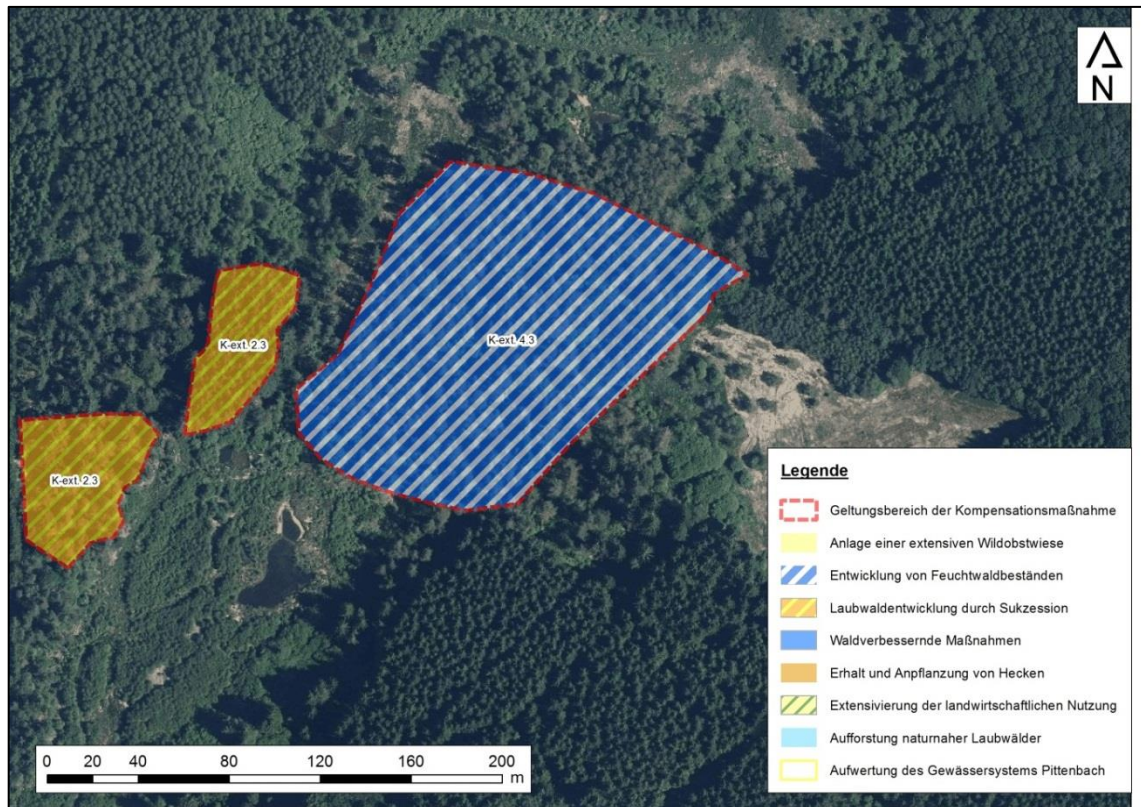 N
K-ext. 4.3
K-ext. 2.3
K-ext. 2.3
Legende
Geltungsbereich der Kompensationsmaßnahme
Anlage einer extensiven Wildobstwiese
Entwicklung von Feuchtwaldbeständen
Laubwaldentwicklung durch Sukzession
Waldverbessernde Maßnahmen
Erhalt und Anpflanzung von Hecken
Extensivierung der landwirtschaftlichen Nutzung
Aufforstung naturnaher Laubwälder
Aufwertung des Gewässersystems Pittenbach
0 20 40 80 120 160 200
m